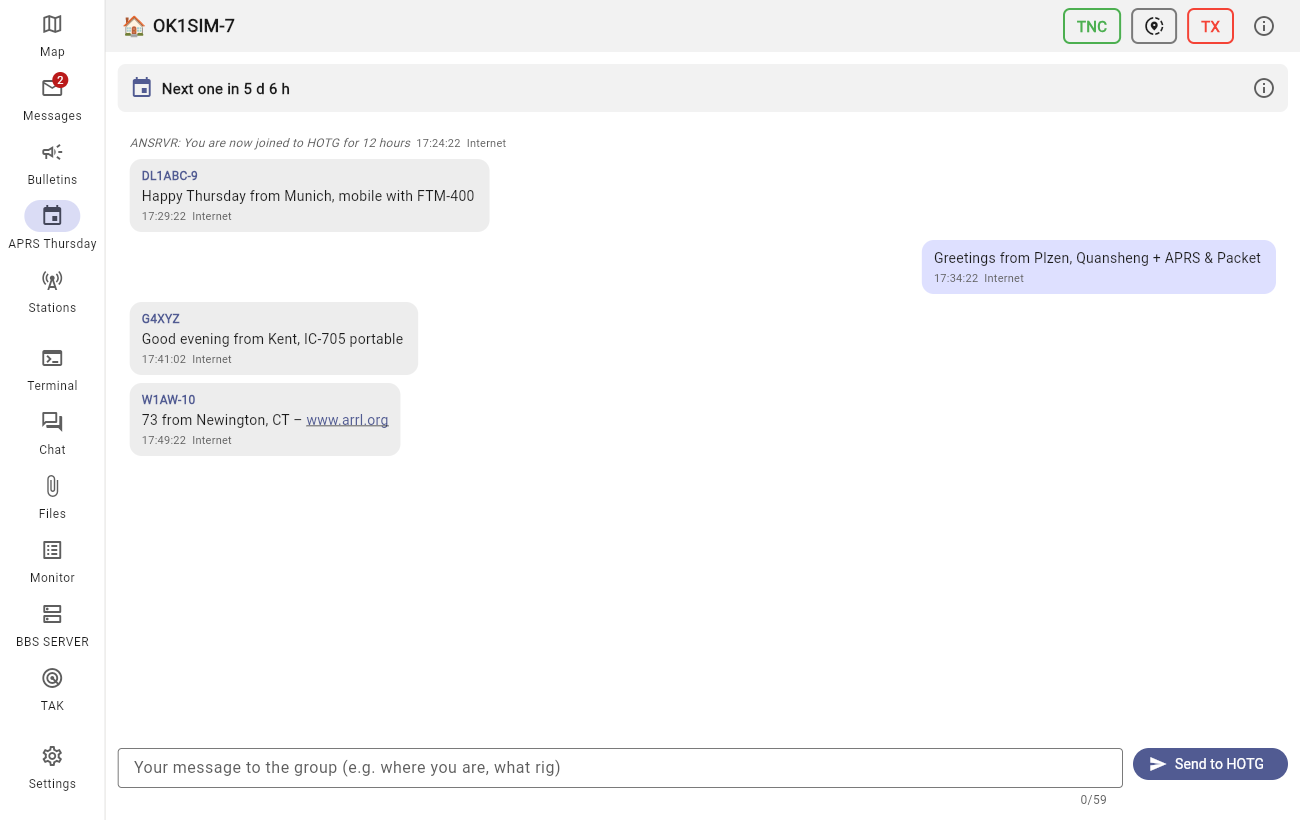 Map
2
Messages
Bulletins
APRS Thursday
Stations
Terminal
Chat
Files
Monitor
BBS SERVER
TAK
Settings
OK1SIM-7
TNC
TX
Next one in 5 d 6 h
ANSRVR: You are now joined to HOTG for 12 hours 17:24:22 Internet
DL1ABC-9
Happy Thursday from Munich, mobile with FTM-400
17:29:22 Internet
Greetings from Plzen, Quansheng + APRS & Packet
17:34:22 Internet
G4XYZ
Good evening from Kent, IC-705 portable
17:41:02 Internet
W1AW-10
73 from Newington, CT – www.arrl.org
17:49:22 Internet
Your message to the group (e.g. where you are, what rig)
Send to HOTG
0/59